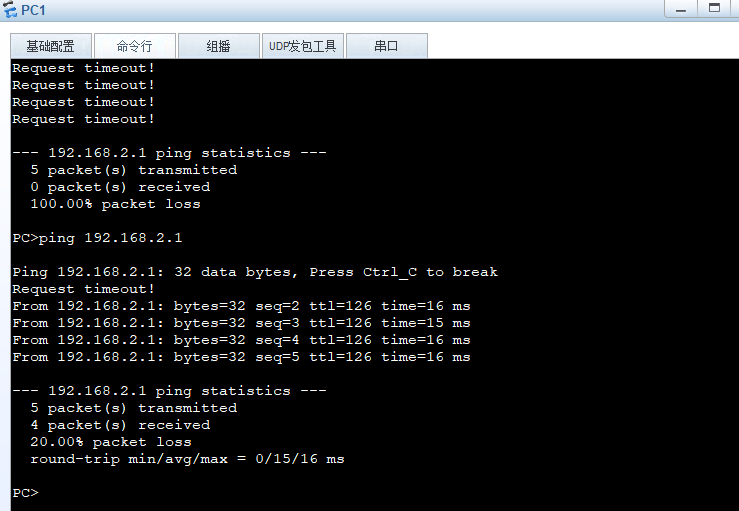 PC1
基础配置 命令行 组播 UDP发包工具 串口
Request timeout!
Request timeout!
Request timeout!
Request timeout!
--- 192.168.2.1 ping statistics ---
5 packet(s) transmitted
0 packet(s) received
100.00% packet loss
PC>ping 192.168.2.1
Ping 192.168.2.1: 32 data bytes, Press Ctrl_C to break
Request timeout!
From 192.168.2.1: bytes=32 seq=2 ttl=126 time=16 ms
From 192.168.2.1: bytes=32 seq=3 ttl=126 time=15 ms
From 192.168.2.1: bytes=32 seq=4 ttl=126 time=16 ms
From 192.168.2.1: bytes=32 seq=5 ttl=126 time=16 ms
--- 192.168.2.1 ping statistics ---
5 packet(s) transmitted
4 packet(s) received
20.00% packet loss
round-trip min/avg/max = 0/15/16 ms
PC>